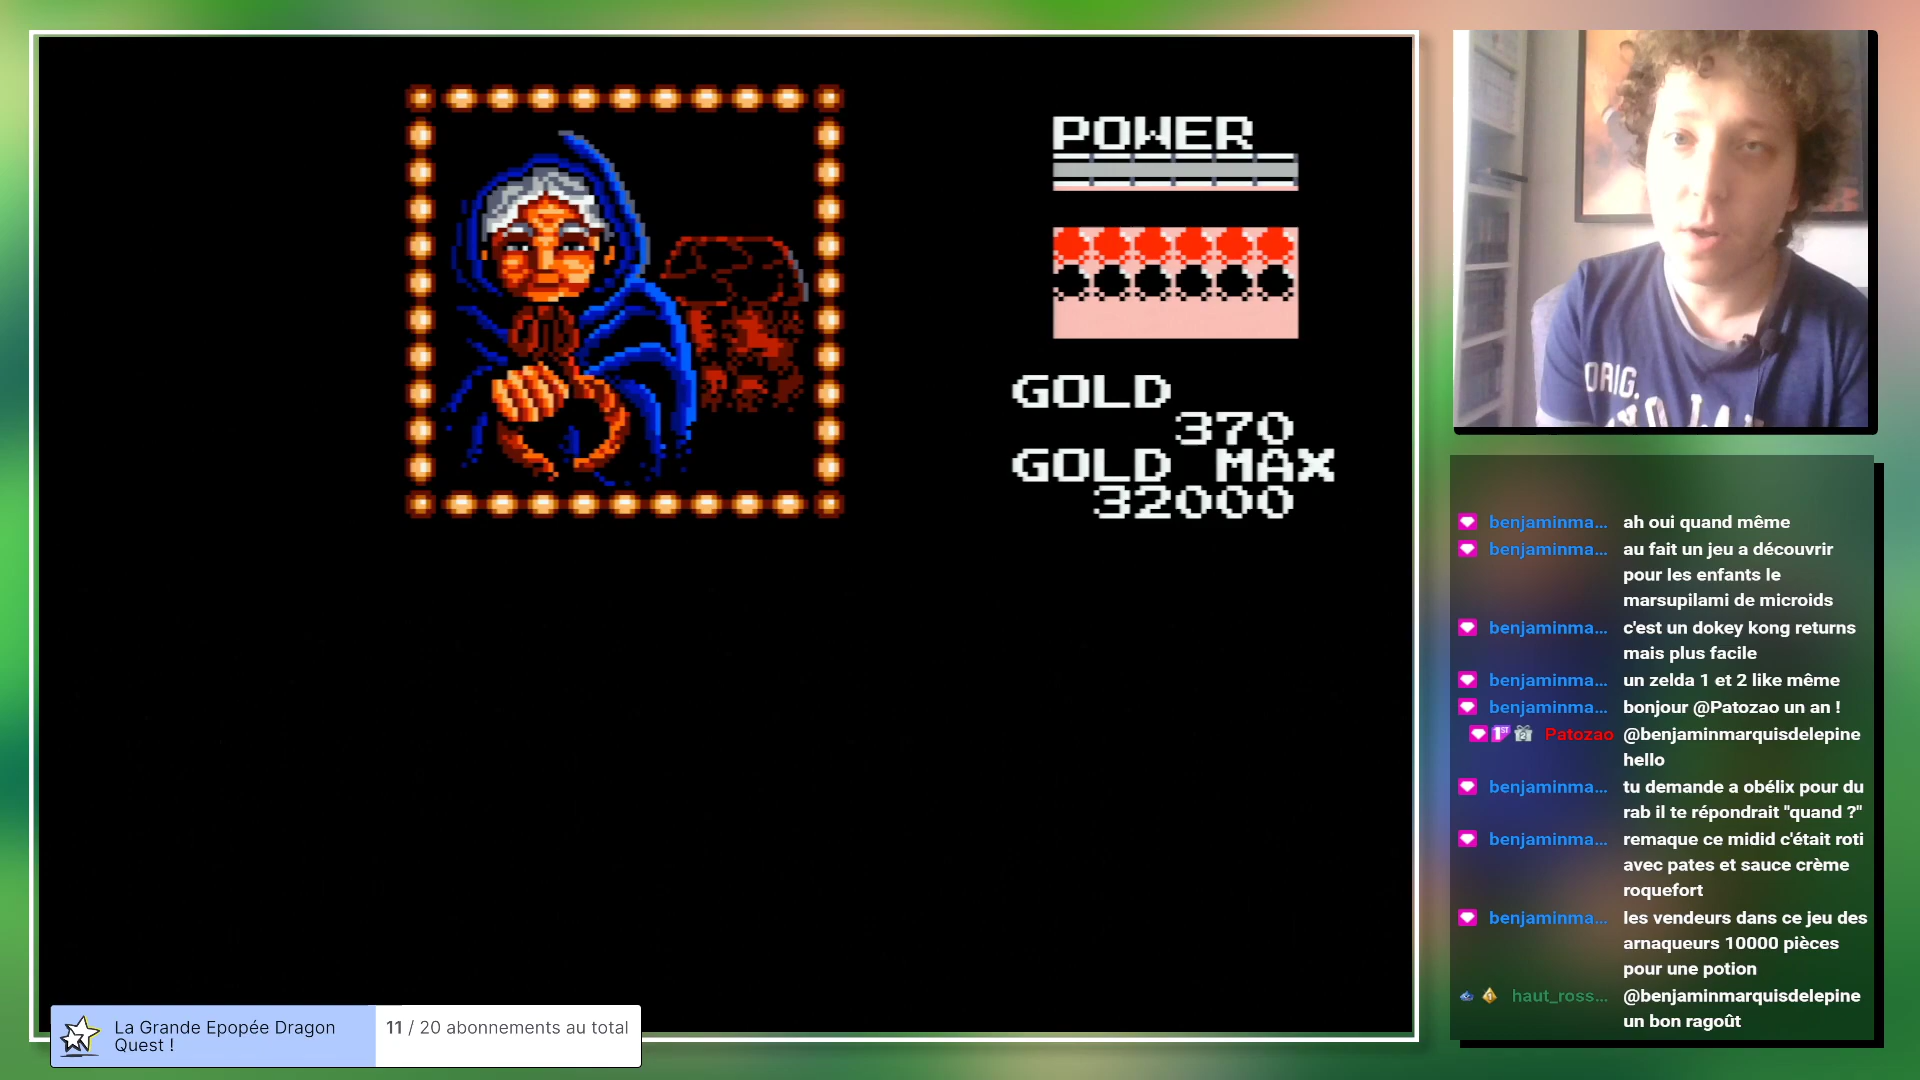 POWER
GOLD
370
GOLD MAX
32000
ORIG.
benjaminma... ah oui quand même
benjaminma... au fait un jeu a découvrir
pour les enfants le
marsupilami de microids
benjaminma... c'est un dokey kong returns
mais plus facile
benjaminma... un zelda 1 et 2 like même
benjaminma... bonjour @Patozao un an !
1ST Patozao @benjaminmarquisdelepine
hello
benjaminma... tu demande a obélix pour du
rab il te répondrait "quand ?"
benjaminma... remaque ce midid c'était roti
avec pates et sauce crème
roquefort
benjaminma... les vendeurs dans ce jeu des
arnaqueurs 10000 pièces
pour une potion
haut_ross... @benjaminmarquisdelepine
un bon ragoût
La Grande Epopée Dragon
Quest !
11 / 20 abonnements au total